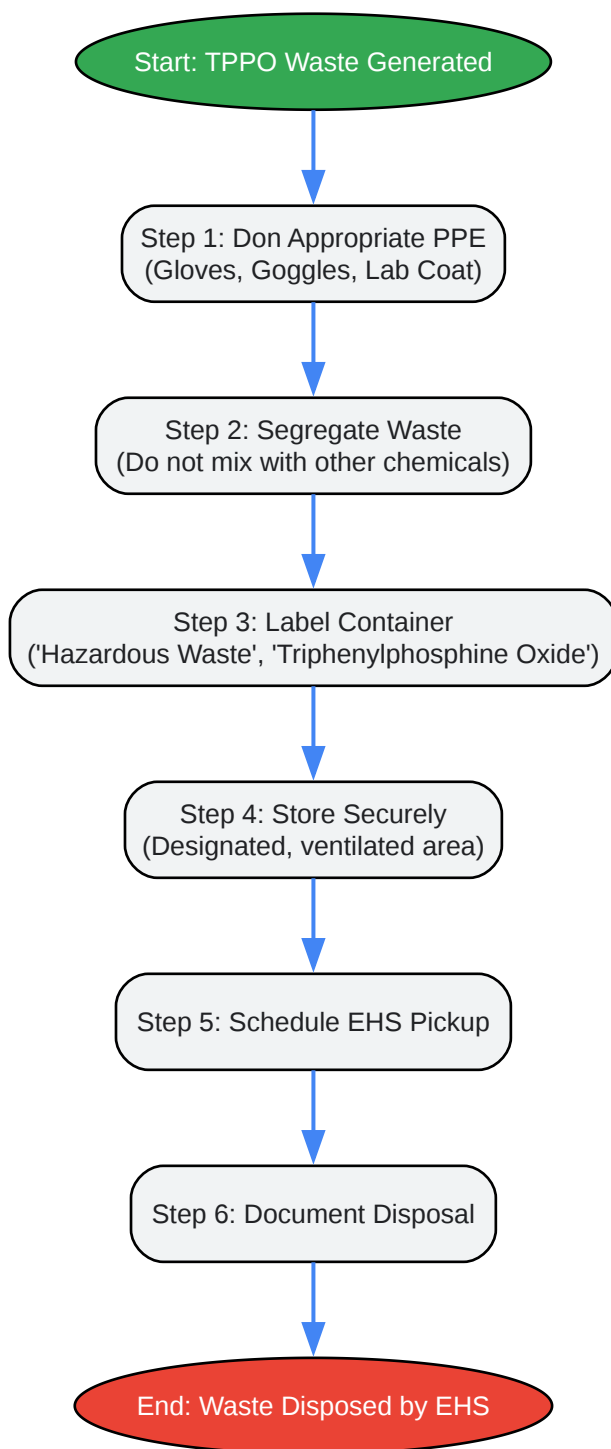 Start: TPPO Waste Generated
Step 1: Don Appropriate PPE
(Gloves, Goggles, Lab Coat)
Step 2: Segregate Waste
(Do not mix with other chemicals)
Step 3: Label Container
('Hazardous Waste', 'Triphenylphosphine Oxide')
Step 4: Store Securely
(Designated, ventilated area)
Step 5: Schedule EHS Pickup
Step 6: Document Disposal
End: Waste Disposed by EHS